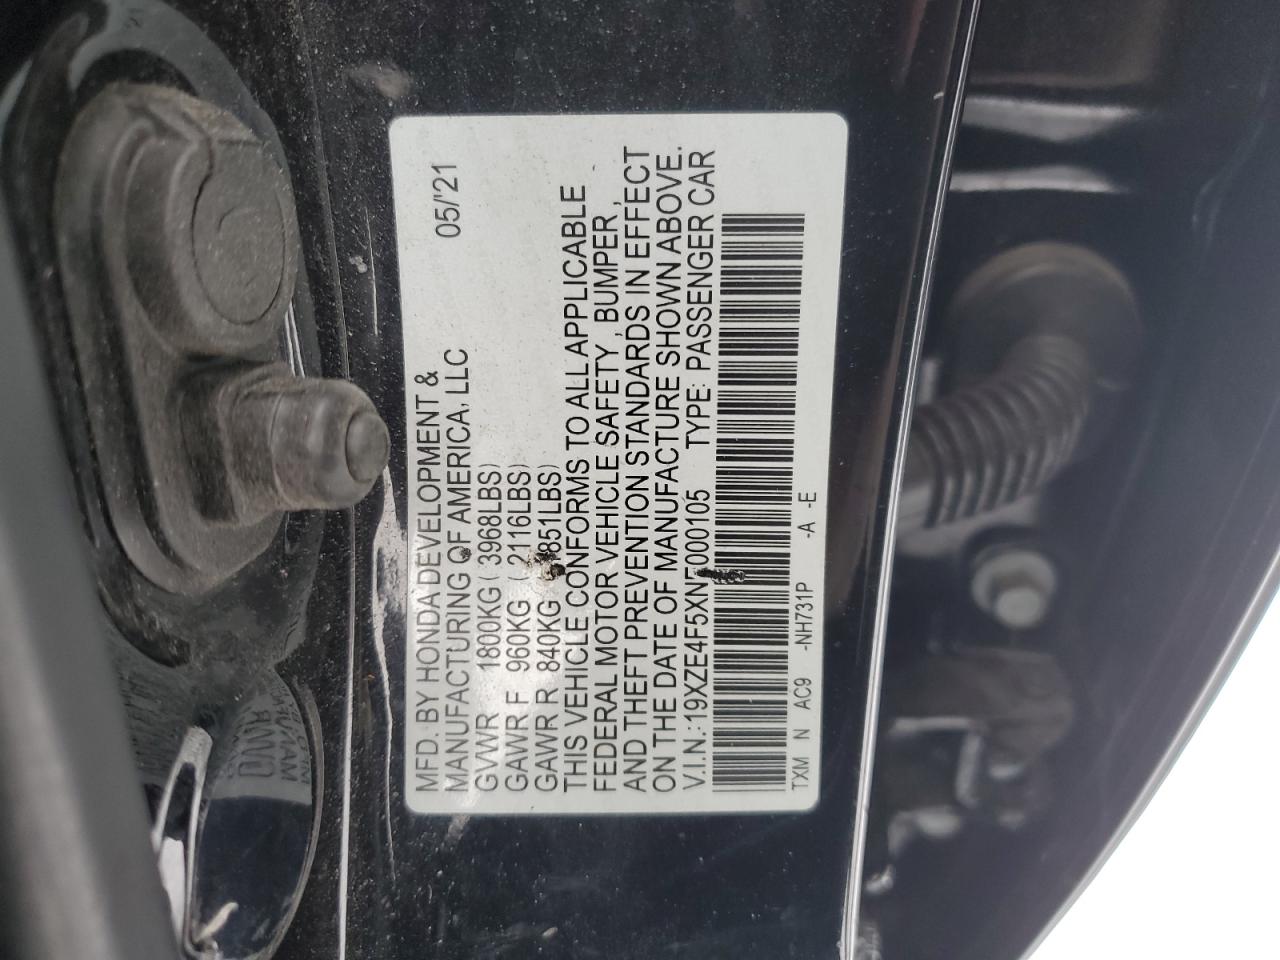 MFD. BY HONDA DEVELOPMENT & 05/'21
MANUFACTURING OF AMERICA, LLC
GVWR 1800KG ( 3968LBS)
GAWR F 960KG ( 2116LBS)
GAWR R 840KG 851LBS)
THIS VEHICLE CONFORMS TO ALL APPLICABLE
FEDERAL MOTOR VEHICLE SAFETY , BUMPER ,
AND THEFT PREVENTION STANDARDS IN EFFECT
ON THE DATE OF MANUFACTURE SHOWN ABOVE.
V.I.N.: 19XZE4F5XNE000105 TYPE: PASSENGER CAR
TXM N AC9 -NH731P -A -E